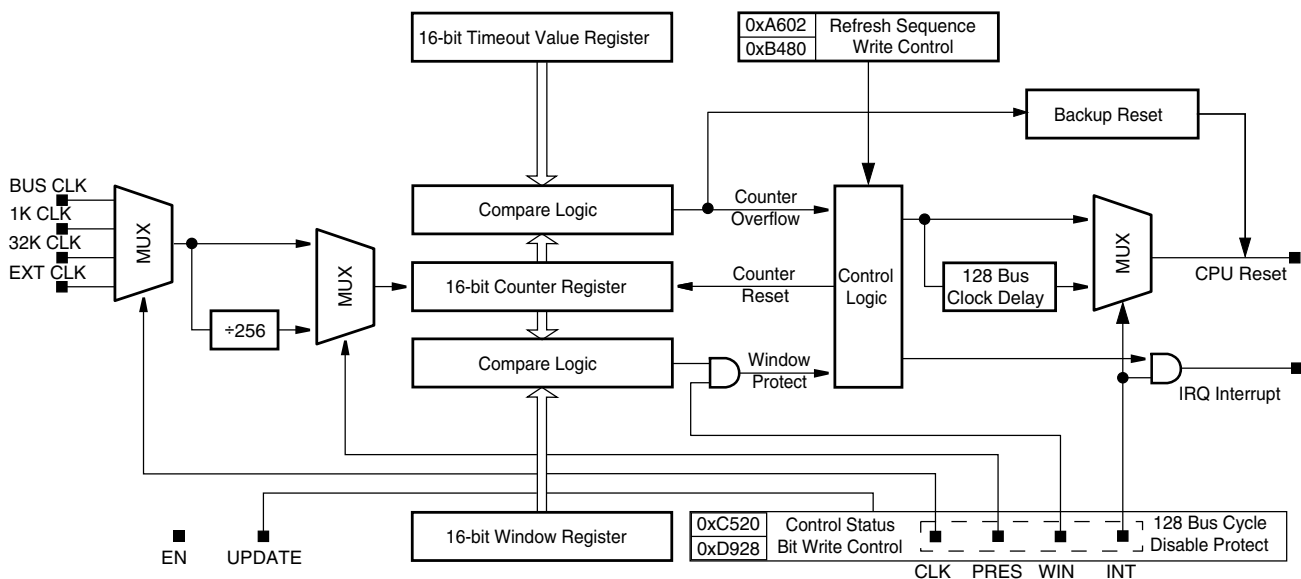 16-bit Timeout Value Register
0xA602
0xB480
Refresh Sequence
Write Control
Backup Reset
BUS CLK
1K CLK
32K CLK
EXT CLK
MUX
÷256
MUX
Compare Logic
16-bit Counter Register
Compare Logic
Counter
Overflow
Counter
Reset
Window
Protect
Control
Logic
128 Bus
Clock Delay
MUX
CPU Reset
IRQ Interrupt
EN
UPDATE
16-bit Window Register
0xC520
0xD928
Control Status
Bit Write Control
128 Bus Cycle
Disable Protect
CLK
PRES
WIN
INT